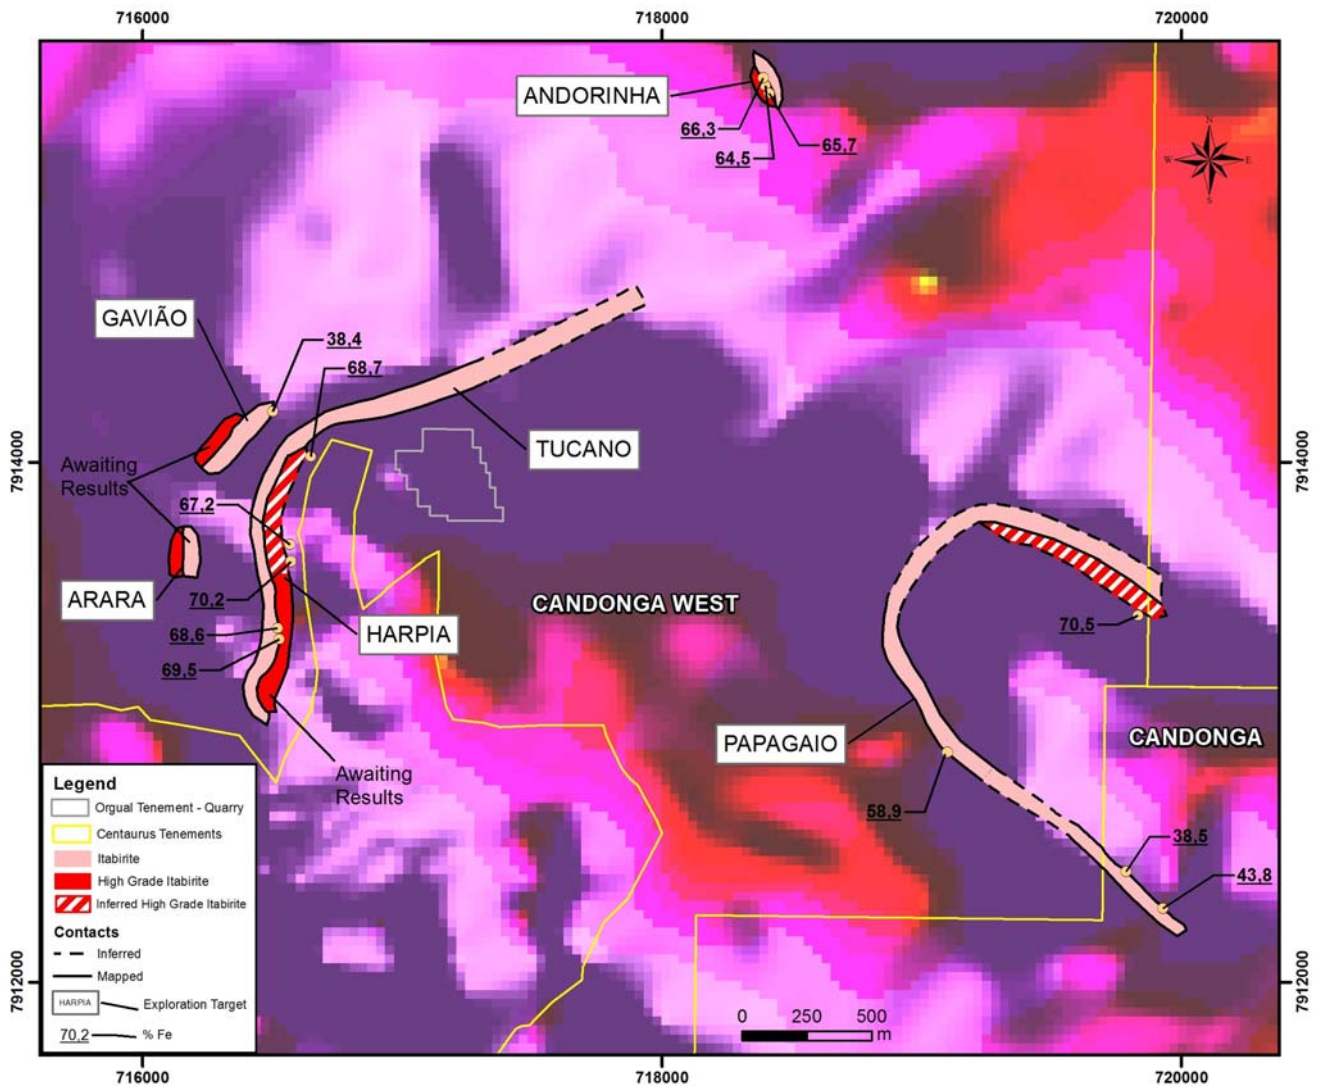 716000 718000 720000
ANDORINHA
66,3
65,7
64,5
N
W E
S
GAVIÃO
38,4
68,7
TUCANO
7914000
7914000
Awaiting
Results
67,2
ARARA
70,2
HARPIA
CANDONGA WEST
70,5
68,6
69,5
PAPAGAIO
CANDONGA
Awaiting
Results
58,9
38,5
43,8
Legend
Orgual Tenement - Quarry
Centaurus Tenements
Itabirite
High Grade Itabirite
Inferred High Grade Itabirite
Contacts
Inferred
Mapped
HARPIA Exploration Target
70,2 % Fe
7912000
7912000
0 250 500
m
716000 718000 720000